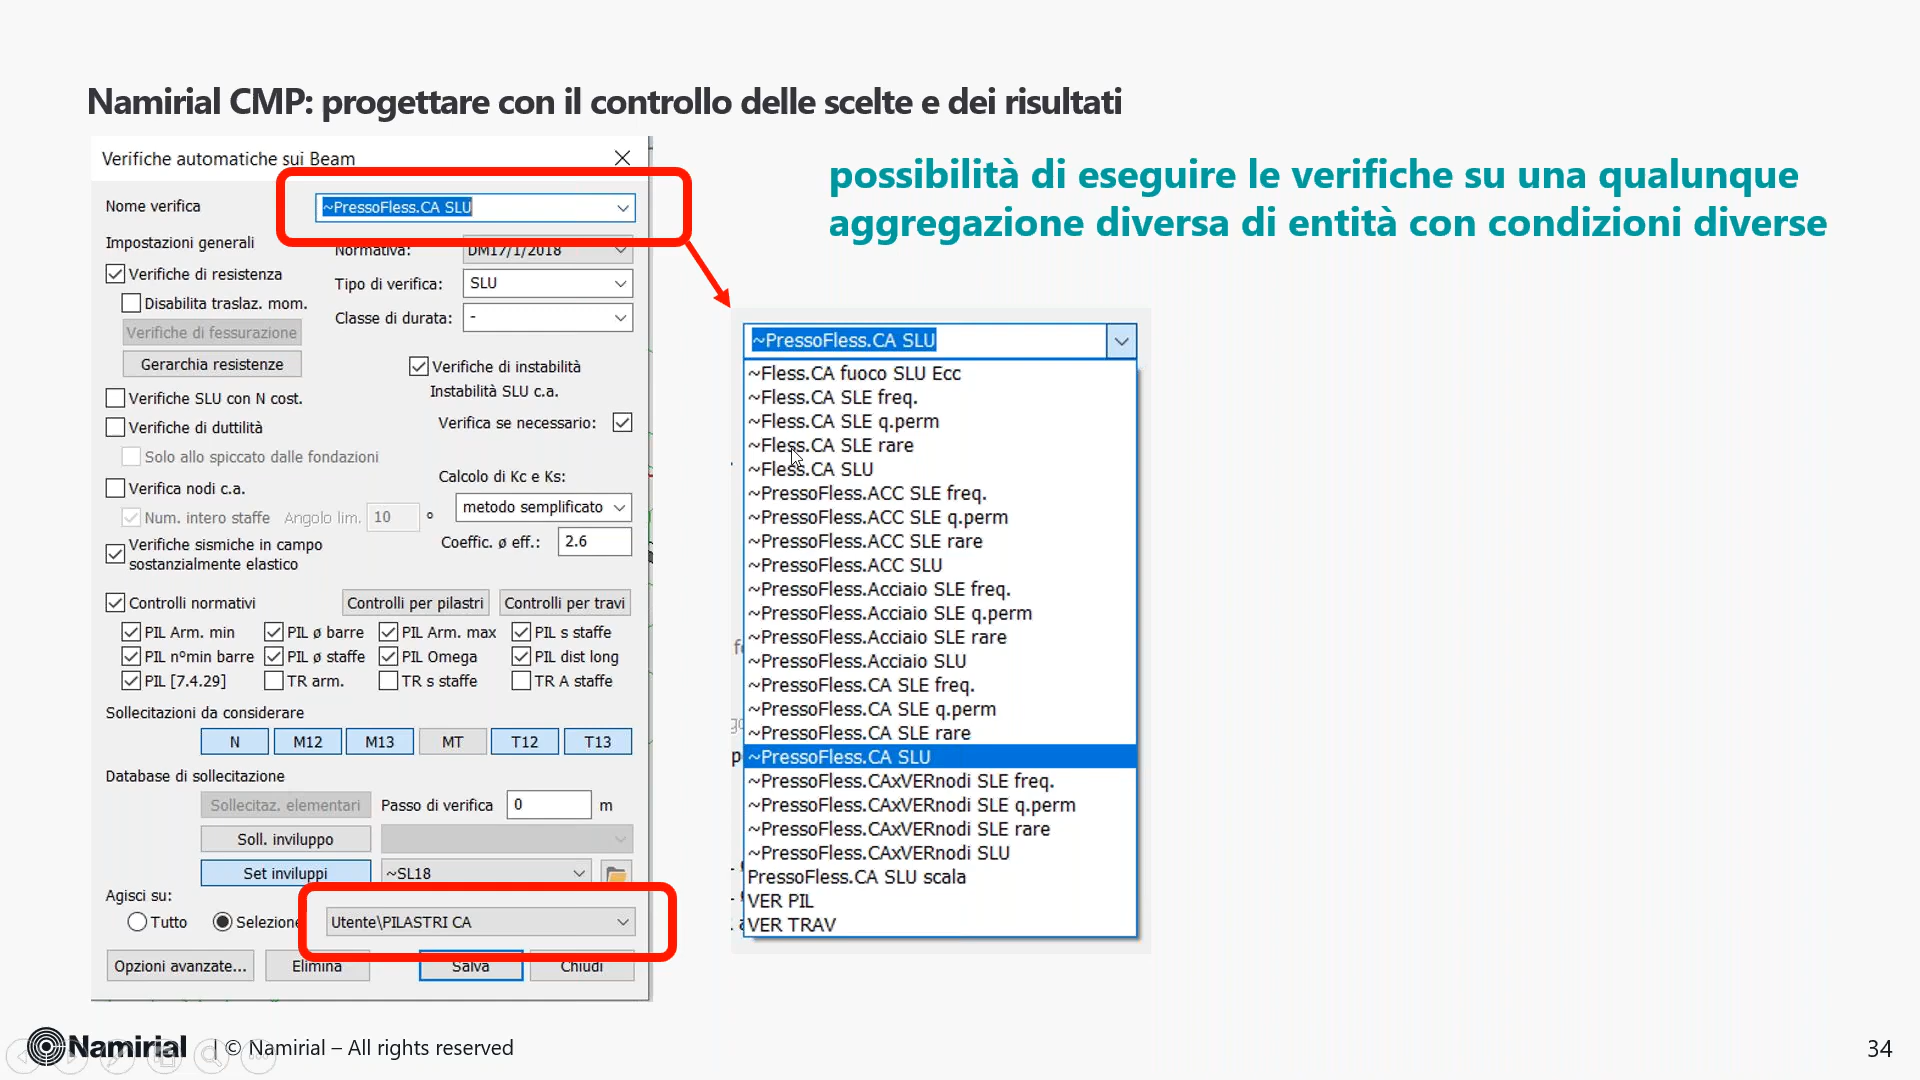 Namirial CMP: progettare con il controllo delle scelte e dei risultati
possibilità di eseguire le verifiche su una qualunque
aggregazione diversa di entità con condizioni diverse
Verifiche automatiche sui Beam
Nome verifica
~PressoFless.CA SLU
Impostazioni generali
Normativa:
DM17/1/2018
Verifiche di resistenza
Tipo di verifica:
SLU
Disabilita traslaz. mom.
Classe di durata:
-
Verifiche di fessurazione
Gerarchia resistenze
Verifiche di instabilità
Instabilità SLU c.a.
Verifiche SLU con N cost.
Verifica se necessario:
Verifiche di duttilità
Solo allo spiccato dalle fondazioni
Calcolo di Kc e Ks:
Verifica nodi c.a.
metodo semplificato
Num. intero staffe
Angolo lim.
10
°
Coeffic. ø eff.:
2.6
Verifiche sismiche in campo
sostanzialmente elastico
Controlli normativi
Controlli per pilastri
Controlli per travi
PIL Arm. min
PIL ø barre
PIL Arm. max
PIL s staffe
PIL n°min barre
PIL ø staffe
PIL Omega
PIL dist long
PIL [7.4.29]
TR arm.
TR s staffe
TR A staffe
Sollecitazioni da considerare
N
M12
M13
MT
T12
T13
Database di sollecitazione
Sollecitaz. elementari
Passo di verifica
0
m
Soll. inviluppo
Set inviluppi
~SL18
Agisci su:
Tutto
Selezione
Utente\PILASTRI CA
Opzioni avanzate...
Elimina
Salva
Chiudi
~PressoFless.CA SLU
~Fless.CA fuoco SLU Ecc
~Fless.CA SLE freq.
~Fless.CA SLE q.perm
~Fless.CA SLE rare
~Fless.CA SLU
~PressoFless.ACC SLE freq.
~PressoFless.ACC SLE q.perm
~PressoFless.ACC SLE rare
~PressoFless.ACC SLU
~PressoFless.Acciaio SLE freq.
~PressoFless.Acciaio SLE q.perm
~PressoFless.Acciaio SLE rare
~PressoFless.Acciaio SLU
~PressoFless.CA SLE freq.
~PressoFless.CA SLE q.perm
~PressoFless.CA SLE rare
~PressoFless.CA SLU
~PressoFless.CAxVERnodi SLE freq.
~PressoFless.CAxVERnodi SLE q.perm
~PressoFless.CAxVERnodi SLE rare
~PressoFless.CAxVERnodi SLU
PressoFless.CA SLU scala
VER PIL
VER TRAV
Namirial
| © Namirial – All rights reserved
34